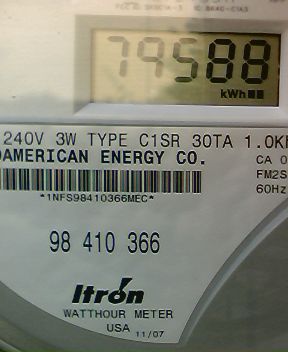 79588
kWh
240V 3W TYPE C1SR 30TA 1.0K
DAMERICAN ENERGY CO.
CA 0
FM2S
60Hz
*1NFS98410366MEC*
98 410 366
Itron
WATTHOUR METER
USA 11/07